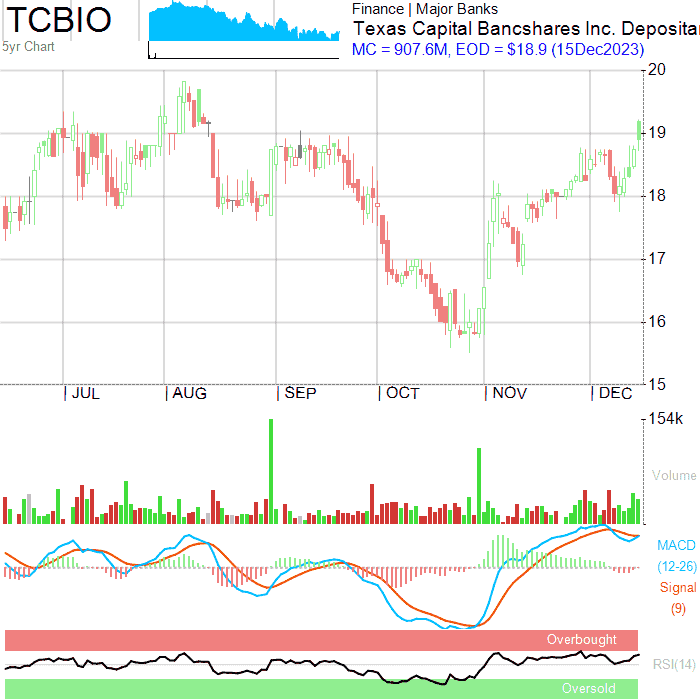 TCBIO
5yr Chart
Finance | Major Banks
Texas Capital Bancshares Inc. Depositar
MC = 907.6M, EOD = $18.9 (15Dec2023)
20
19
18
17
16
15
JUL AUG SEP OCT NOV DEC
154k
Volume
MACD
(12-26)
Signal
(9)
Overbought
RSI(14)
Oversold